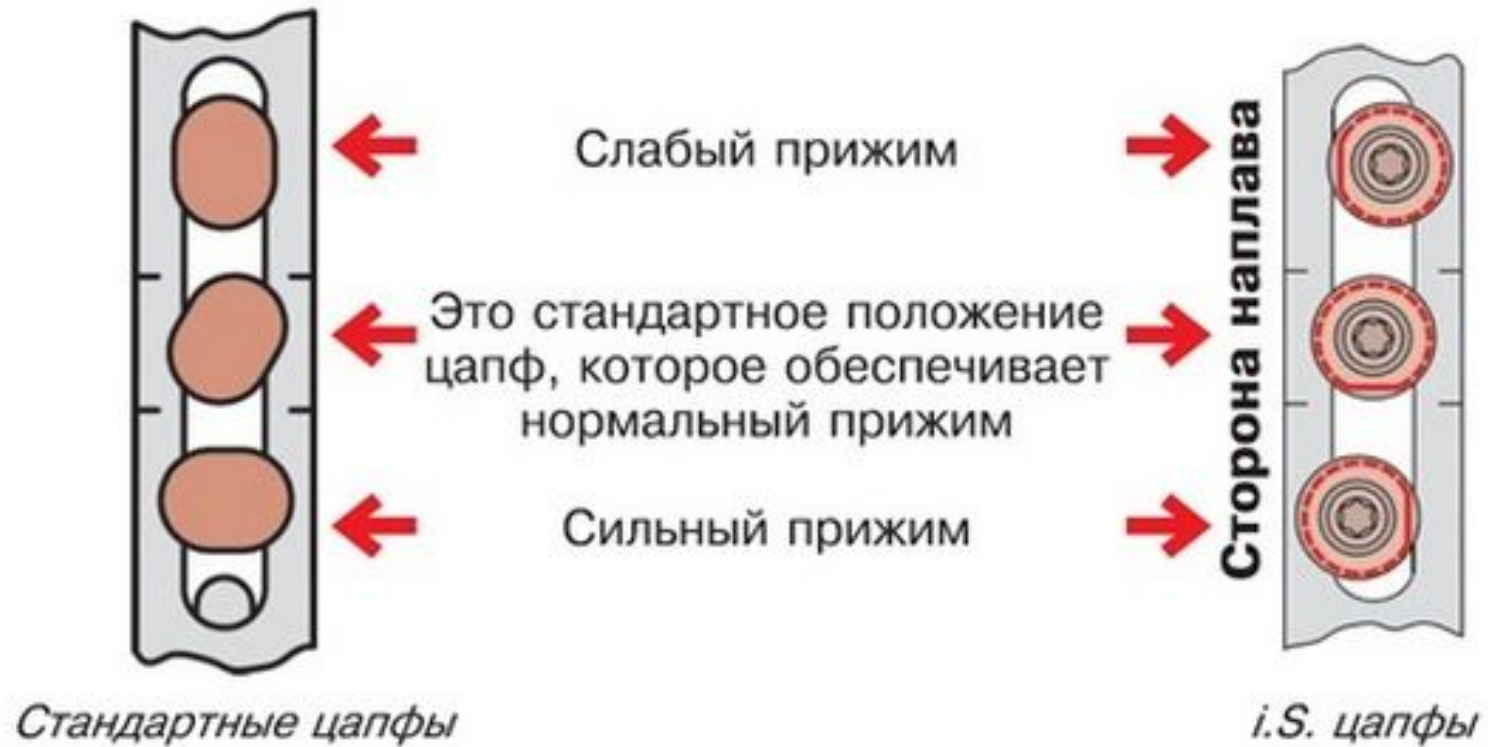 Слабый прижим
Это стандартное положение
цапф, которое обеспечивает
нормальный прижим
Сильный прижим
Сторона наплава
Стандартные цапфы
i.S. цапфы